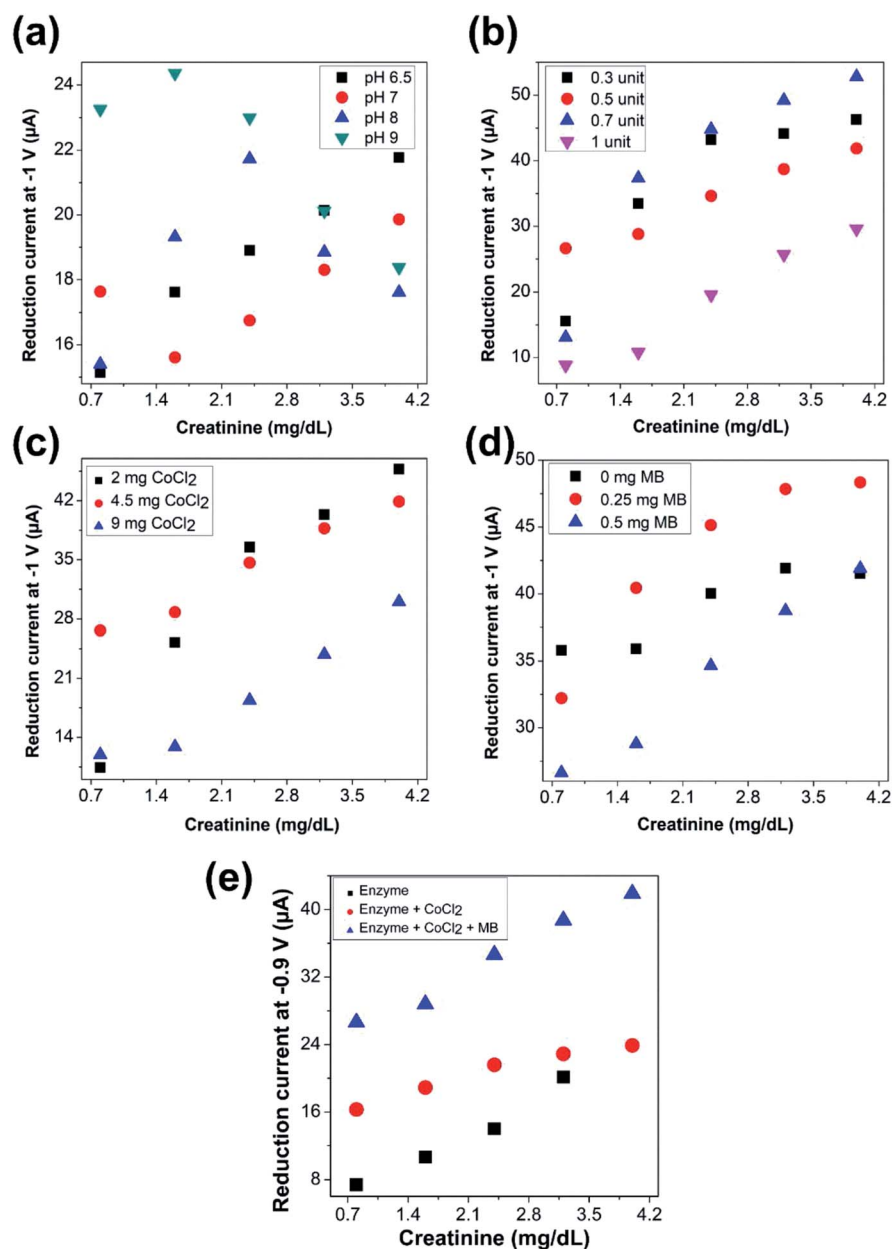 (a)
Reduction current at -1 V (µA)
24
22
20
18
16
pH 6.5
pH 7
pH 8
pH 9
0.7 1.4 2.1 2.8 3.5 4.2
Creatinine (mg/dL)
(b)
Reduction current at -1 V (µA)
50
40
30
20
10
0.3 unit
0.5 unit
0.7 unit
1 unit
0.7 1.4 2.1 2.8 3.5 4.2
Creatinine (mg/dL)
(c)
Reduction current at -1 V (µA)
42
35
28
21
14
2 mg CoCl2
4.5 mg CoCl2
9 mg CoCl2
0.7 1.4 2.1 2.8 3.5 4.2
Creatinine (mg/dL)
(d)
Reduction current at -1 V (µA)
50
45
40
35
30
0 mg MB
0.25 mg MB
0.5 mg MB
0.7 1.4 2.1 2.8 3.5 4.2
Creatinine (mg/dL)
(e)
Reduction current at -0.9 V (µA)
40
32
24
16
8
Enzyme
Enzyme + CoCl2
Enzyme + CoCl2 + MB
0.7 1.4 2.1 2.8 3.5 4.2
Creatinine (mg/dL)